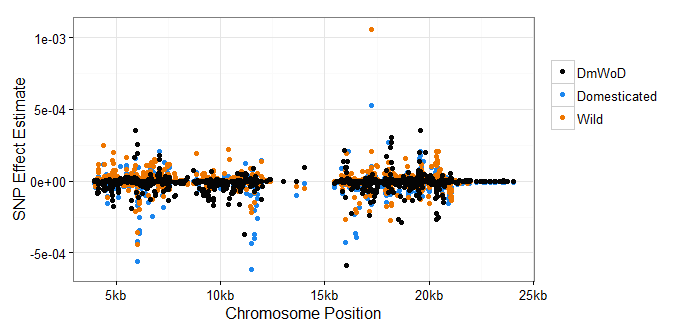 1e-03
5e-04
0e+00
-5e-04
SNP Effect Estimate
5kb 10kb 15kb 20kb 25kb
Chromosome Position
DmWoD
Domesticated
Wild